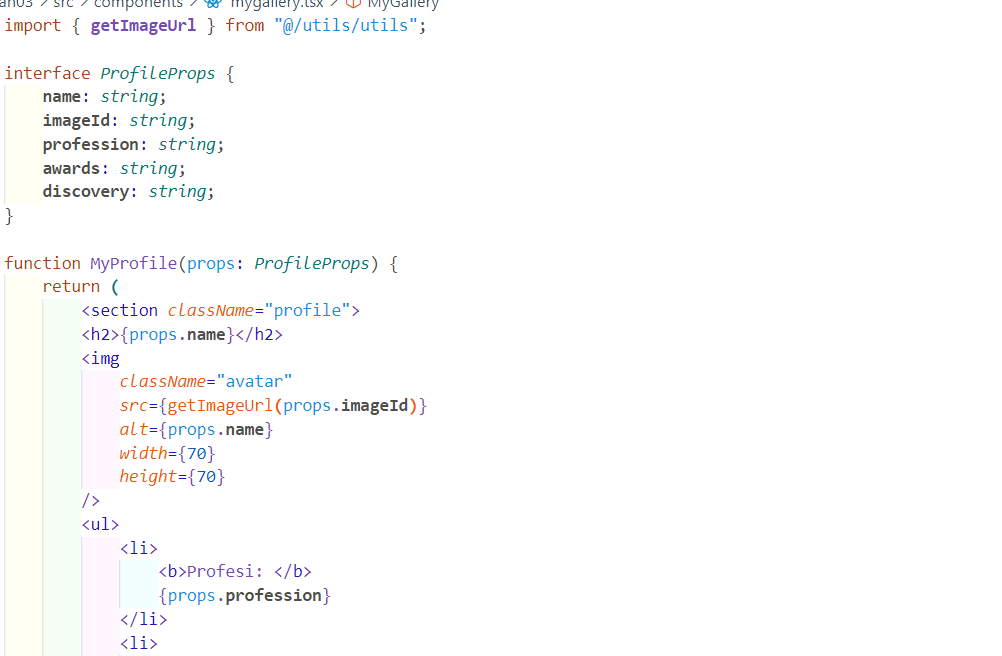 src > components > mygallery.tsx > MyGallery
import { getImageUrl } from "@/utils/utils";
interface ProfileProps {
name: string;
imageId: string;
profession: string;
awards: string;
discovery: string;
}
function MyProfile(props: ProfileProps) {
return (
<section className="profile">
<h2>{props.name}</h2>
<img
className="avatar"
src={getImageUrl(props.imageId)}
alt={props.name}
width={70}
height={70}
/>
<ul>
<li>
<b>Profesi: </b>
{props.profession}
</li>
<li>